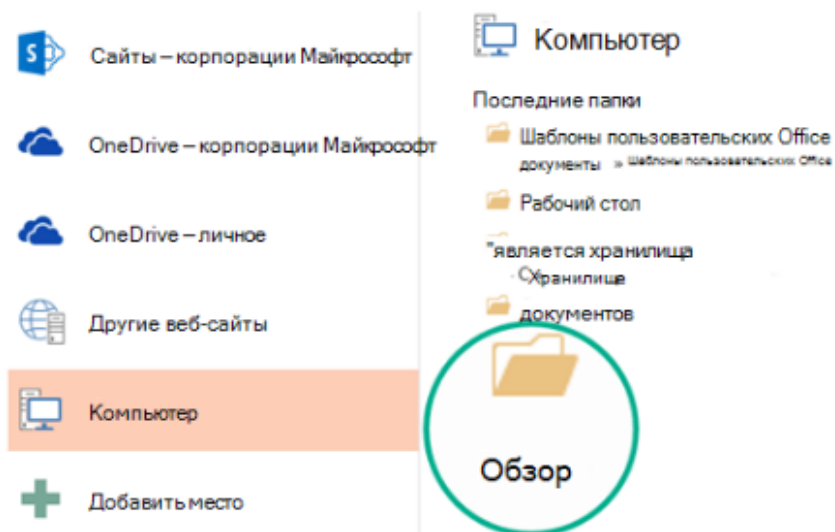 Сайты – корпорации Майкрософт
OneDrive – корпорации Майкрософт
OneDrive – личное
Другие веб-сайты
Компьютер
Добавить место
Компьютер
Последние папки
Шаблоны пользовательских Office
документы » Шаблоны пользовательских Office
Рабочий стол
"является хранилища
Хранилище
документов
Обзор